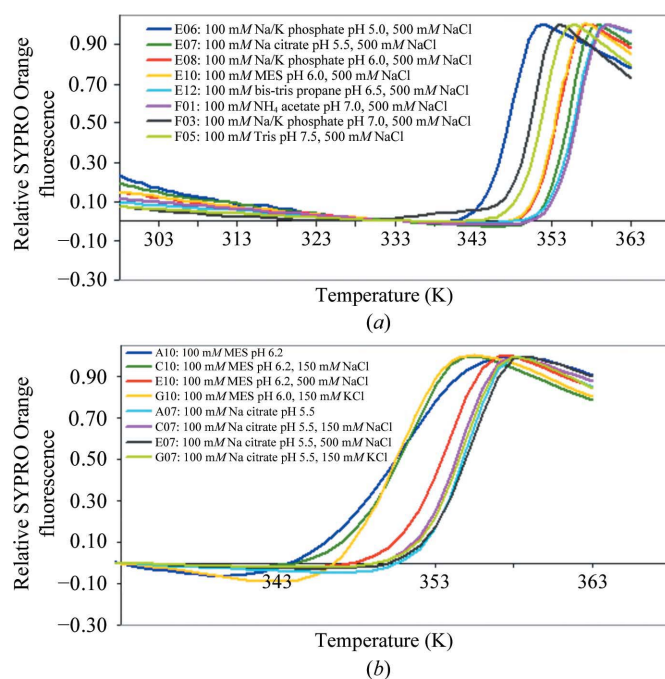 (a)
Relative SYPRO Orange
fluorescence
0.90
0.70
0.50
0.30
0.10
−0.10
−0.30
E06: 100 mM Na/K phosphate pH 5.0, 500 mM NaCl
E07: 100 mM Na citrate pH 5.5, 500 mM NaCl
E08: 100 mM Na/K phosphate pH 6.0, 500 mM NaCl
E10: 100 mM MES pH 6.0, 500 mM NaCl
E12: 100 mM bis-tris propane pH 6.5, 500 mM NaCl
F01: 100 mM NH₄ acetate pH 7.0, 500 mM NaCl
F03: 100 mM Na/K phosphate pH 7.0, 500 mM NaCl
F05: 100 mM Tris pH 7.5, 500 mM NaCl
303 313 323 333 343 353 363
Temperature (K)
Relative SYPRO Orange
fluorescence
0.90
0.70
0.50
0.30
0.10
−0.10
−0.30
A10: 100 mM MES pH 6.2
C10: 100 mM MES pH 6.2, 150 mM NaCl
E10: 100 mM MES pH 6.2, 500 mM NaCl
G10: 100 mM MES pH 6.0, 150 mM KCl
A07: 100 mM Na citrate pH 5.5
C07: 100 mM Na citrate pH 5.5, 150 mM NaCl
E07: 100 mM Na citrate pH 5.5, 500 mM NaCl
G07: 100 mM Na citrate pH 5.5, 150 mM KCl
343 353 363
Temperature (K)
(b)